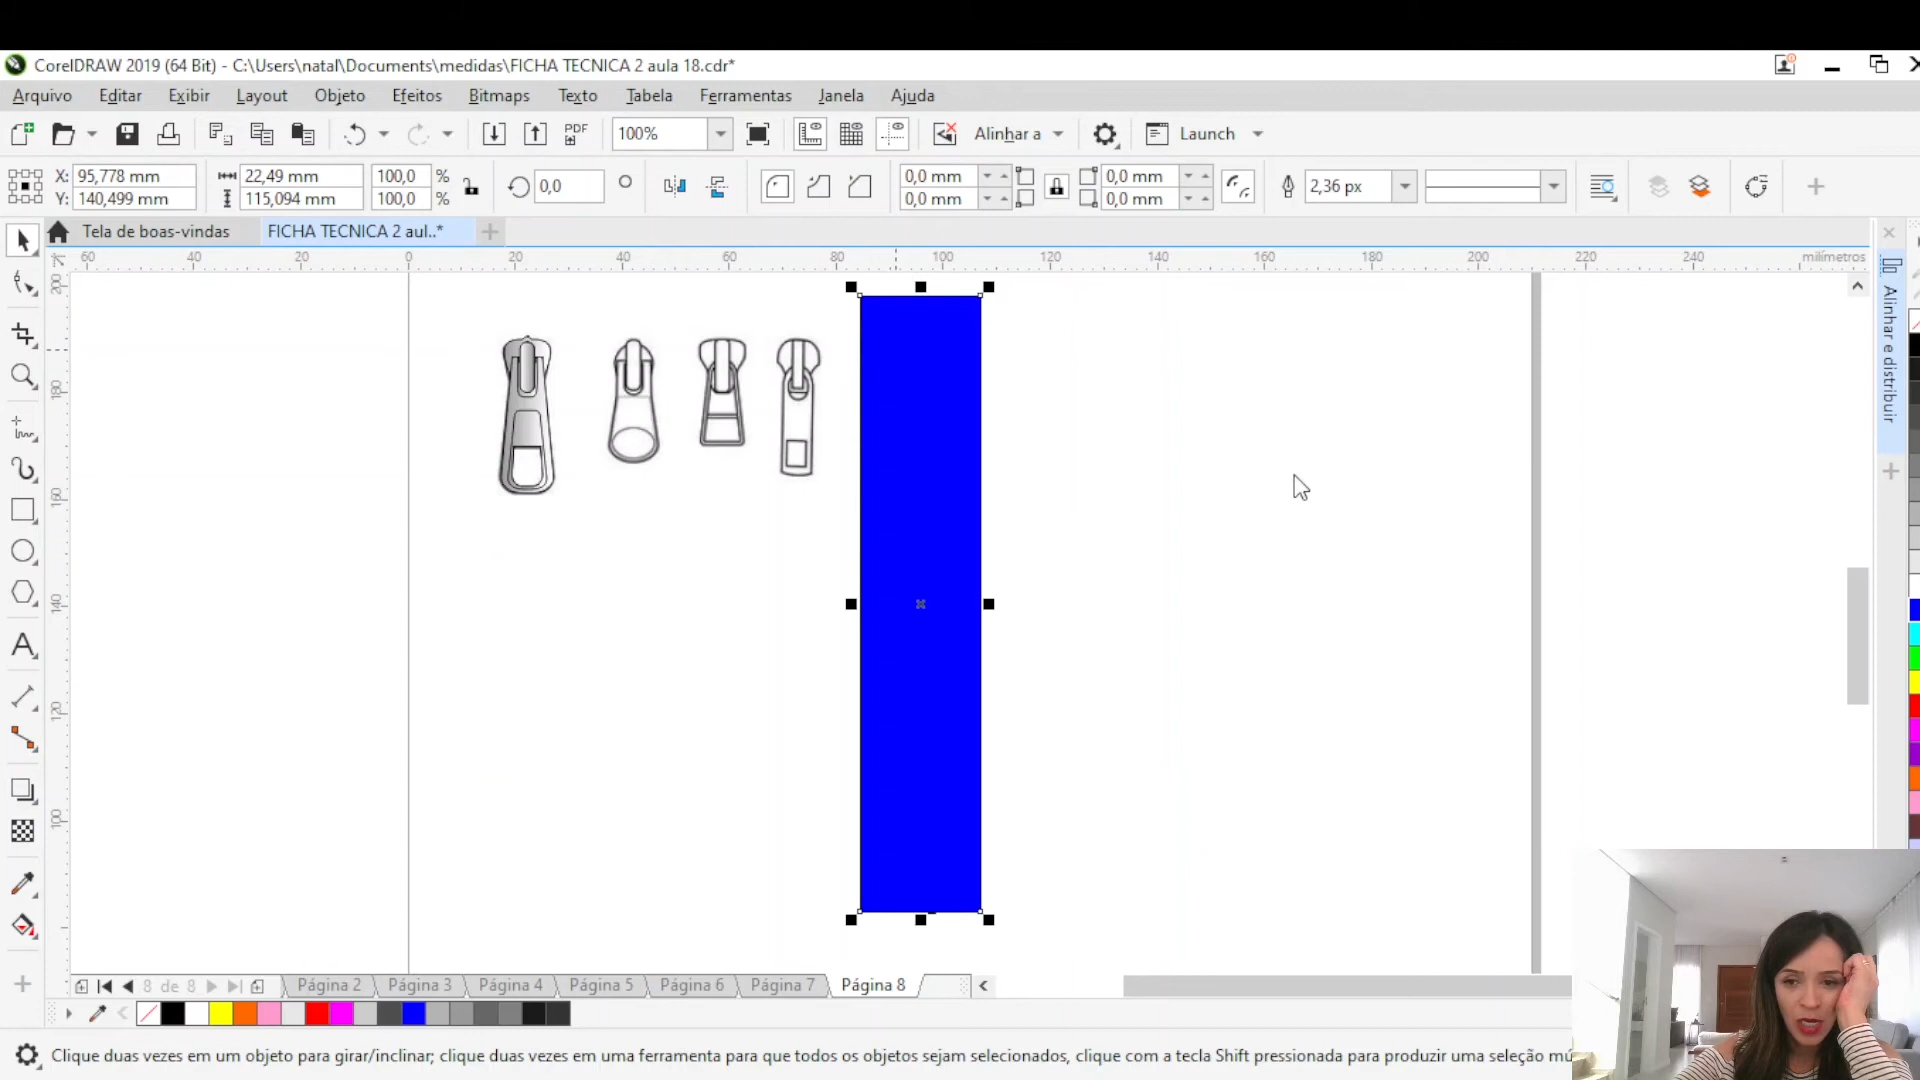 CorelDRAW 2019 (64 Bit) - C:\Users\natal\Documents\medidas\FICHA TECNICA 2 aula 18.cdr*
Arquivo Editar Exibir Layout Objeto Efeitos Bitmaps Texto Tabela Ferramentas Janela Ajuda
PDF 100% Alinhar a Launch
X: 95,778 mm 22,49 mm 100,0 % 0,0 0,0 mm 0,0 mm 2,36 px
Y: 140,499 mm 115,094 mm 100,0 % 0,0 mm 0,0 mm
Tela de boas-vindas FICHA TECNICA 2 aul..*
60 40 20 0 20 40 60 80 100 120 140 160 180 200 220 240 milímetros
200
180
160
140
120
100
Alinhar e distribuir
8 de 8 Página 2 Página 3 Página 4 Página 5 Página 6 Página 7 Página 8
Clique duas vezes em um objeto para girar/inclinar; clique duas vezes em uma ferramenta para que todos os objetos sejam selecionados, clique com a tecla Shift pressionada para produzir uma seleção mú